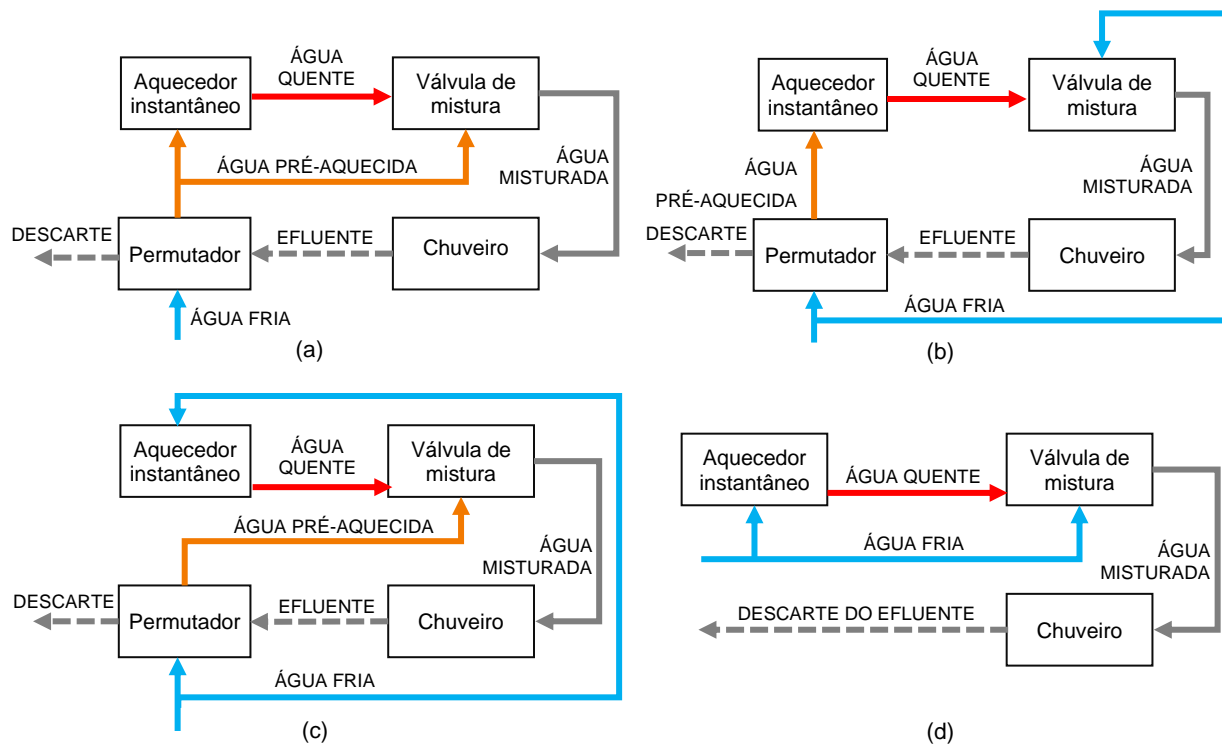 ÁGUA
QUENTE
Aquecedor
instantâneo
Válvula de
mistura
ÁGUA PRÉ-AQUECIDA
ÁGUA
MISTURADA
DESCARTE
Permutador
EFLUENTE
Chuveiro
ÁGUA FRIA
(a)
ÁGUA
QUENTE
Aquecedor
instantâneo
Válvula de
mistura
ÁGUA
PRÉ-AQUECIDA
ÁGUA
MISTURADA
DESCARTE
Permutador
EFLUENTE
Chuveiro
ÁGUA FRIA
(b)
Aquecedor
instantâneo
ÁGUA
QUENTE
Válvula de
mistura
ÁGUA PRÉ-AQUECIDA
ÁGUA
MISTURADA
DESCARTE
Permutador
EFLUENTE
Chuveiro
ÁGUA FRIA
(c)
Aquecedor
instantâneo
ÁGUA QUENTE
Válvula de
mistura
ÁGUA FRIA
ÁGUA
MISTURADA
DESCARTE DO EFLUENTE
Chuveiro
(d)